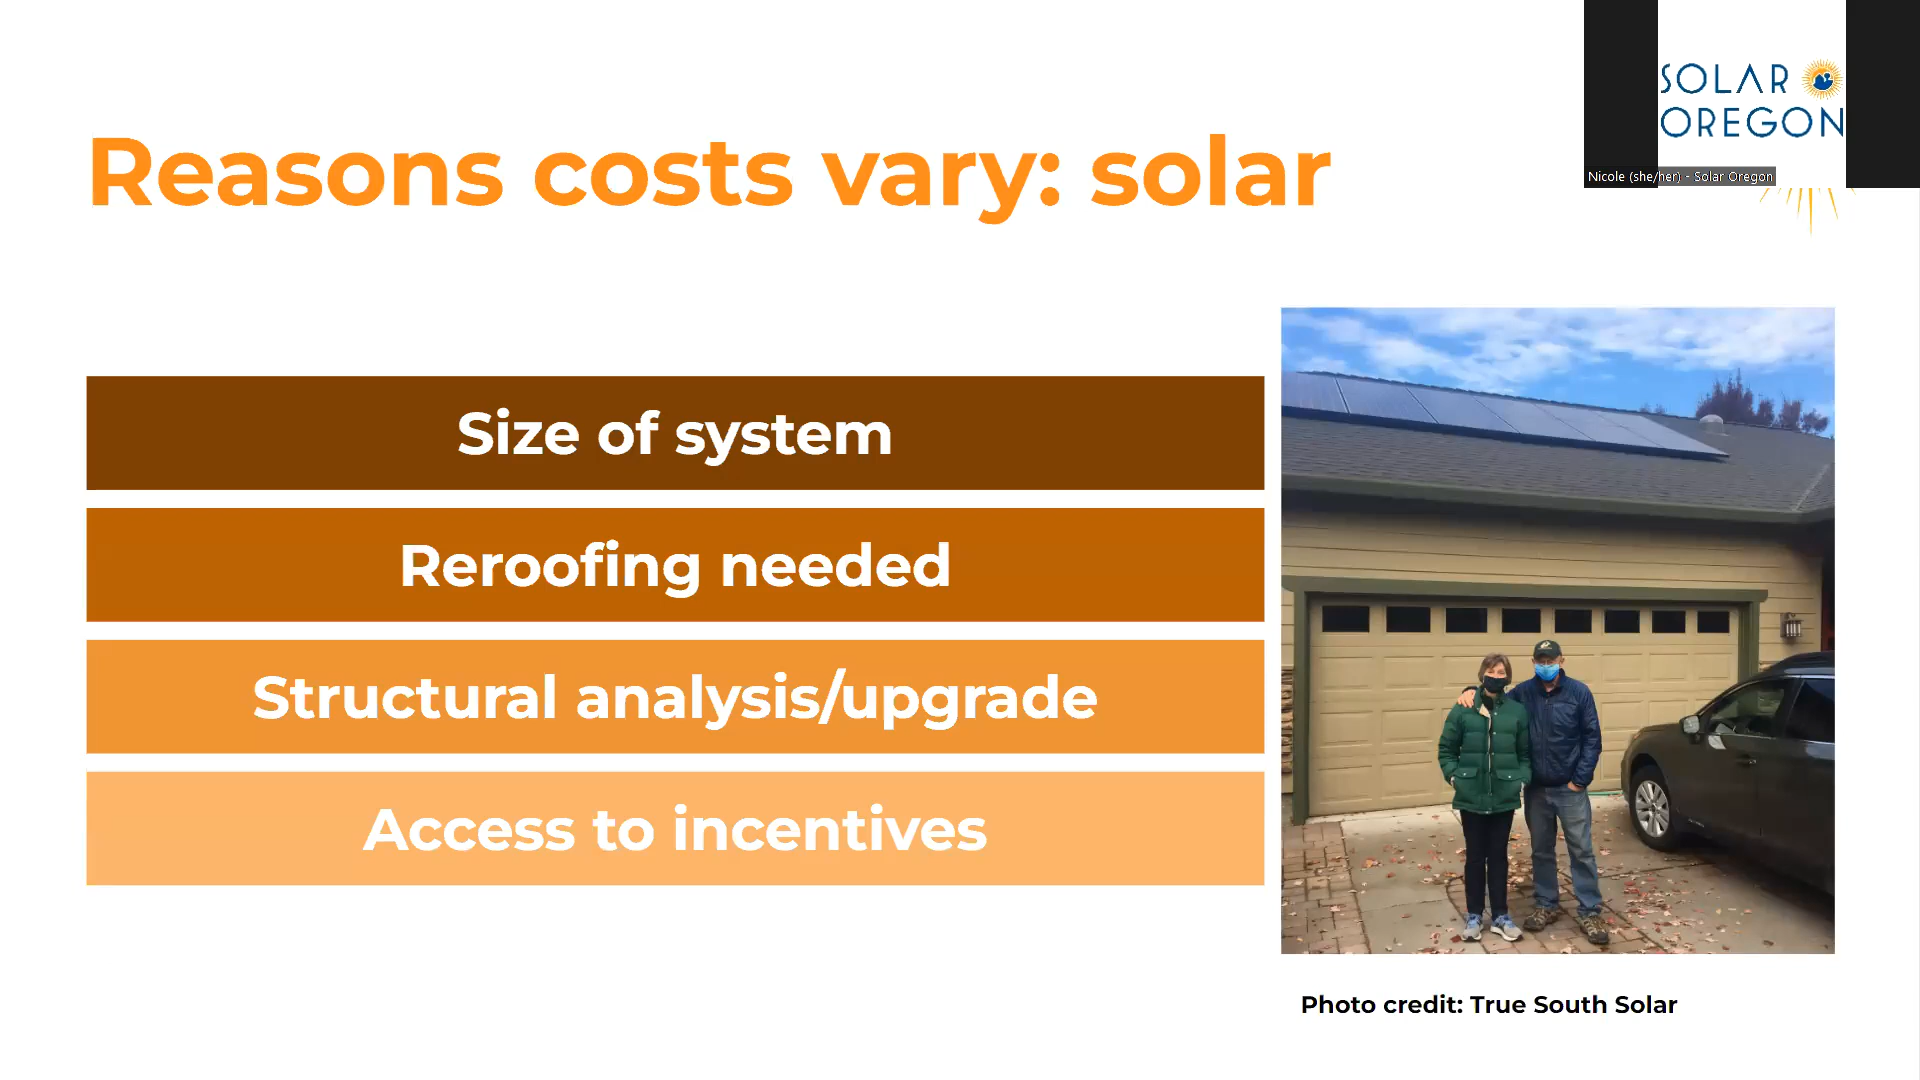 SOLAR
OREGON
Nicole (she/her) - Solar Oregon
Reasons costs vary: solar
Size of system
Reroofing needed
Structural analysis/upgrade
Access to incentives
Photo credit: True South Solar